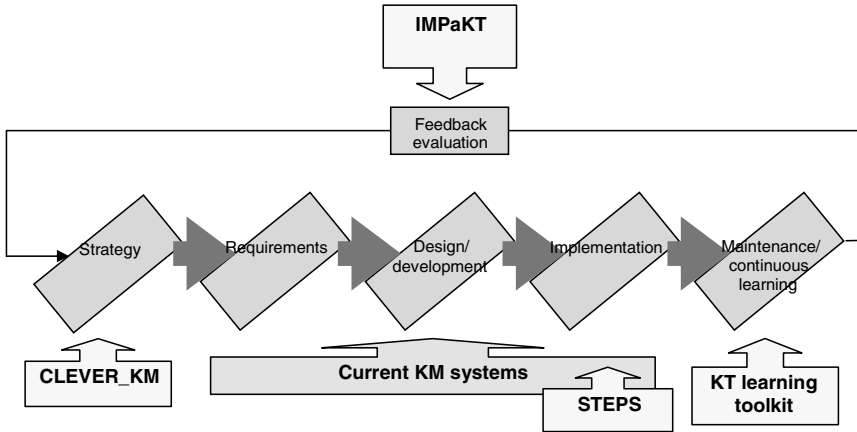 IMPaKT
Feedback
evaluation
Strategy
Requirements
Design/
development
Implementation
Maintenance/
continuous
learning
CLEVER_KM
Current KM systems
STEPS
KT learning
toolkit